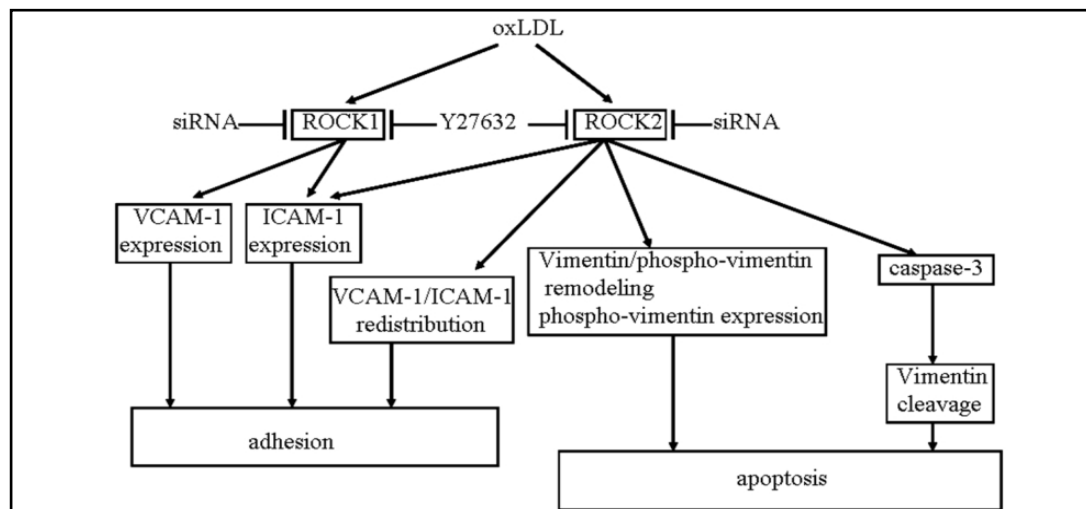 oxLDL
siRNA ROCK1 Y27632 ROCK2 siRNA
VCAM-1
expression
ICAM-1
expression
VCAM-1/ICAM-1
redistribution
Vimentin/phospho-vimentin
remodeling
phospho-vimentin expression
caspase-3
Vimentin
cleavage
adhesion
apoptosis